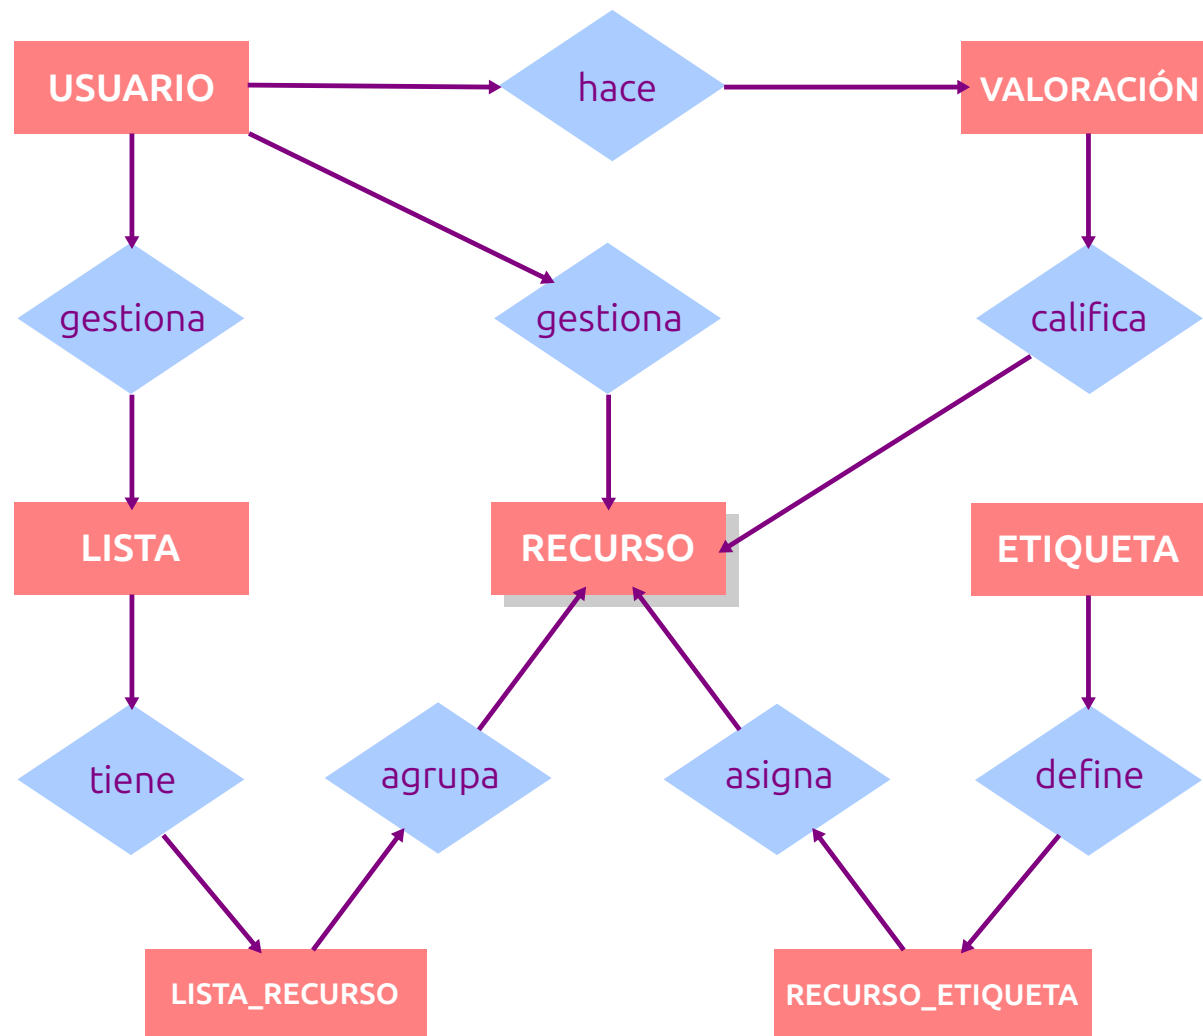 USUARIO
hace
VALORACIÓN
gestiona
gestiona
califica
LISTA
RECURSO
ETIQUETA
tiene
agrupa
asigna
define
LISTA_RECURSO
RECURSO_ETIQUETA